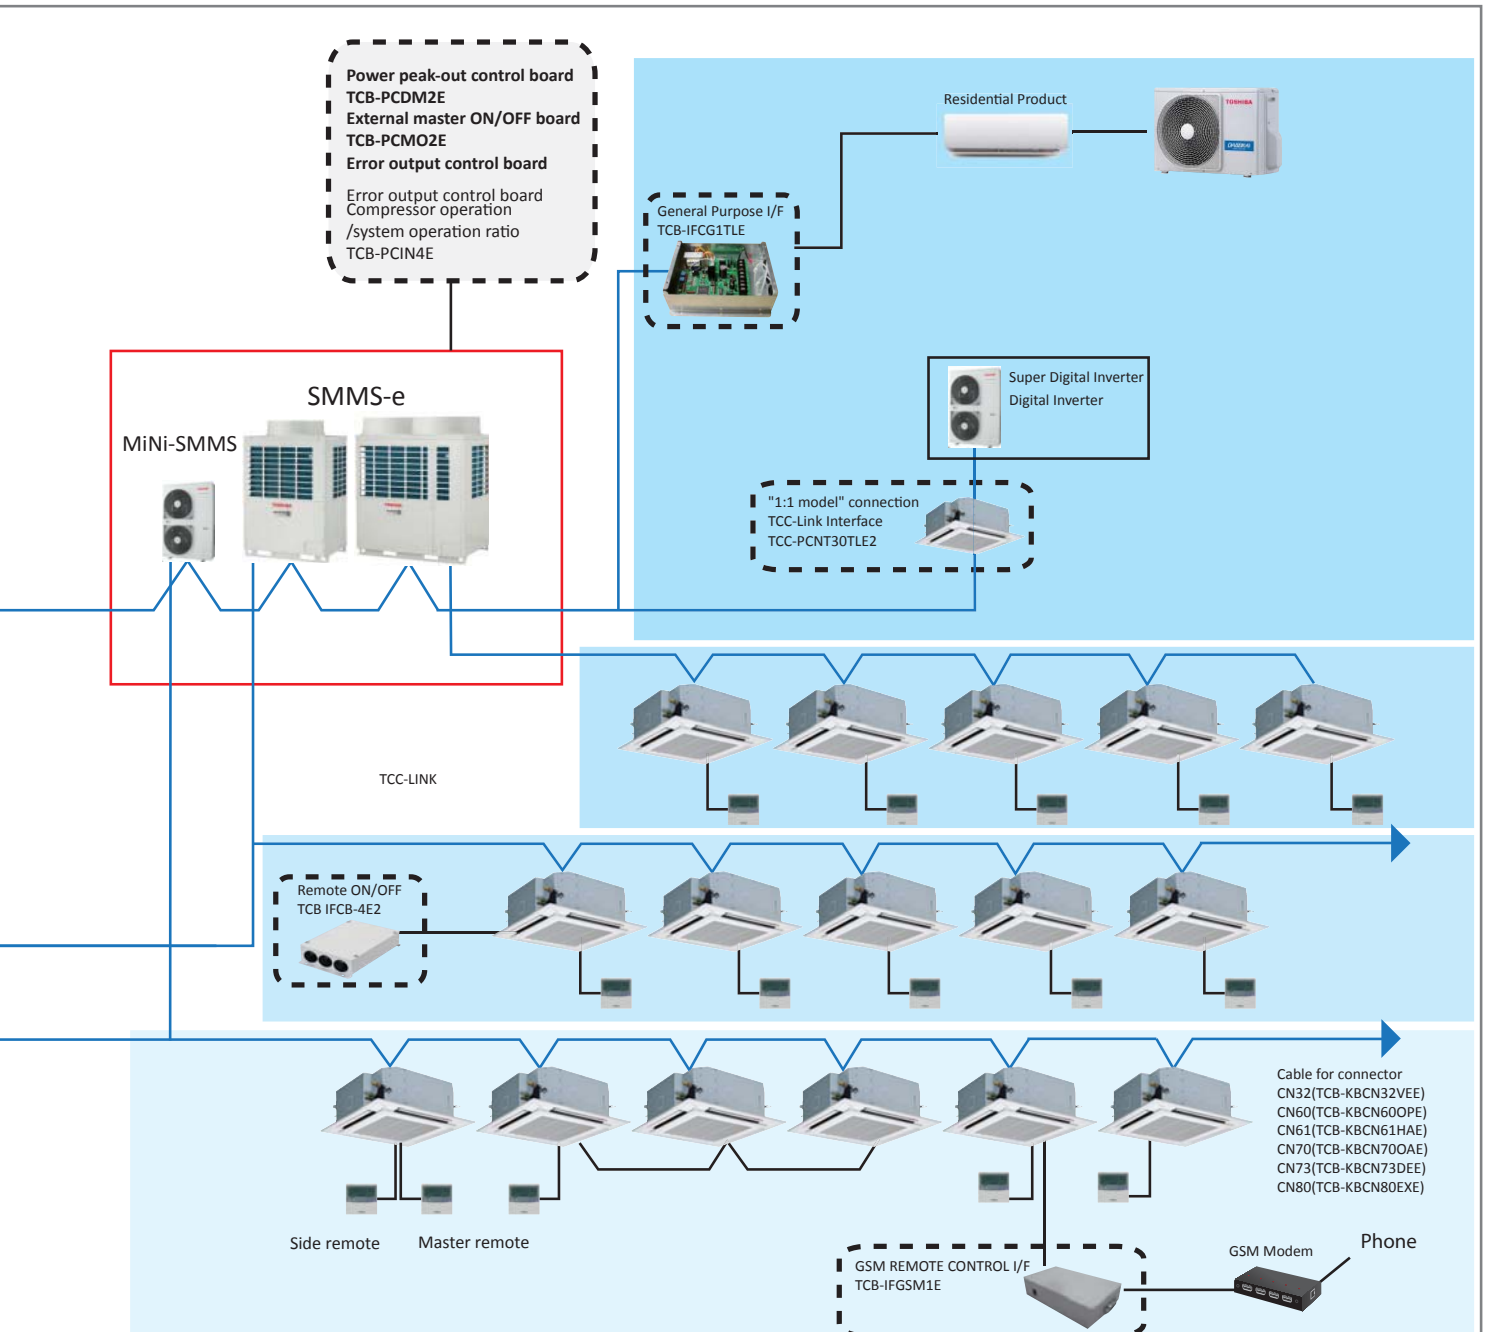 Power peak-out control board
TCB-PCDM2E
External master ON/OFF board
TCB-PCMO2E
Error output control board
Error output control board
Compressor operation
/system operation ratio
TCB-PCIN4E
Residential Product
TOSHIBA
General Purpose I/F
TCB-IFCG1TLE
SMMS-e
MiNi-SMMS
Super Digital Inverter
Digital Inverter
"1:1 model" connection
TCC-Link Interface
TCC-PCNT30TLE2
TCC-LINK
Remote ON/OFF
TCB IFCB-4E2
Cable for connector
CN32(TCB-KBCN32VEE)
CN60(TCB-KBCN60OPE)
CN61(TCB-KBCN61HAE)
CN70(TCB-KBCN70OAE)
CN73(TCB-KBCN73DEE)
CN80(TCB-KBCN80EXE)
Side remote
Master remote
GSM REMOTE CONTROL I/F
TCB-IFGSM1E
GSM Modem
Phone